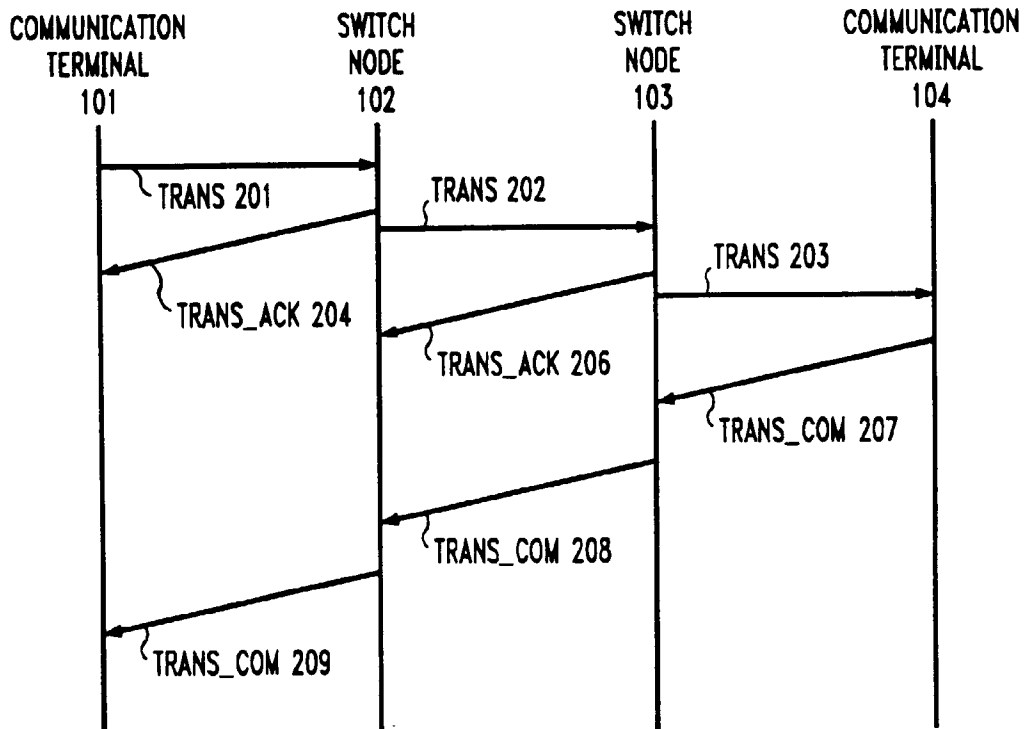 COMMUNICATION
TERMINAL
101
SWITCH
NODE
102
SWITCH
NODE
103
COMMUNICATION
TERMINAL
104
TRANS 201
TRANS 202
TRANS 203
TRANS_ACK 204
TRANS_ACK 206
TRANS_COM 207
TRANS_COM 208
TRANS_COM 209